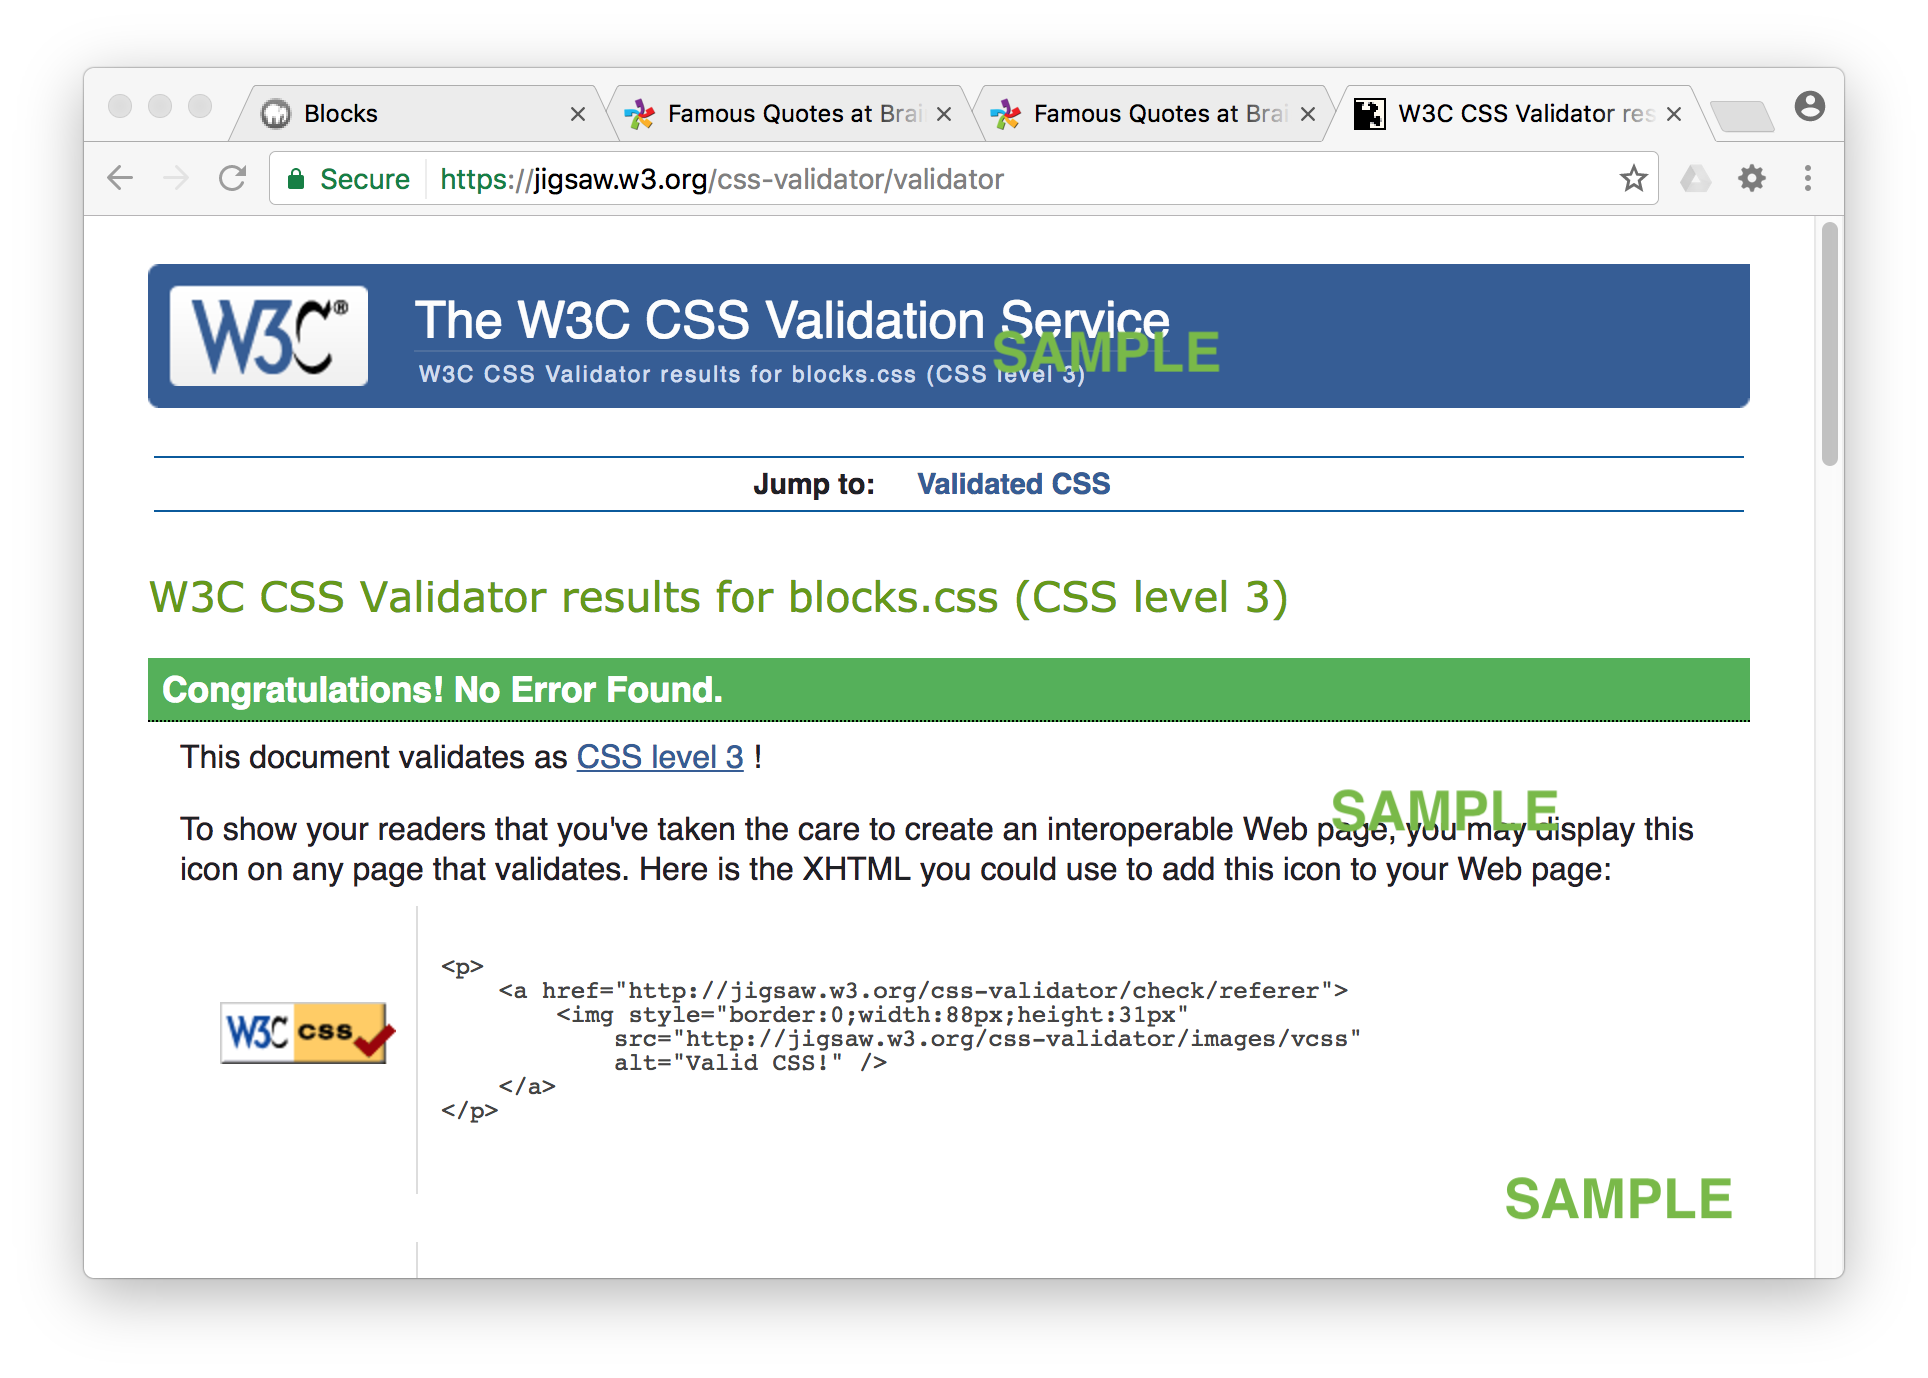 Blocks
Famous Quotes at Brai
Famous Quotes at Brai
W3C CSS Validator res
Secure
https://jigsaw.w3.org/css-validator/validator
W3C®
The W3C CSS Validation Service
SAMPLE
W3C CSS Validator results for blocks.css (CSS level 3)
Jump to: Validated CSS
W3C CSS Validator results for blocks.css (CSS level 3)
Congratulations! No Error Found.
This document validates as CSS level 3 !
SAMPLE
To show your readers that you've taken the care to create an interoperable Web page, you may display this
icon on any page that validates. Here is the XHTML you could use to add this icon to your Web page:
<p>
    <a href="http://jigsaw.w3.org/css-validator/check/referer">
        <img style="border:0;width:88px;height:31px"
            src="http://jigsaw.w3.org/css-validator/images/vcss"
            alt="Valid CSS!" />
    </a>
</p>
W3C css
SAMPLE